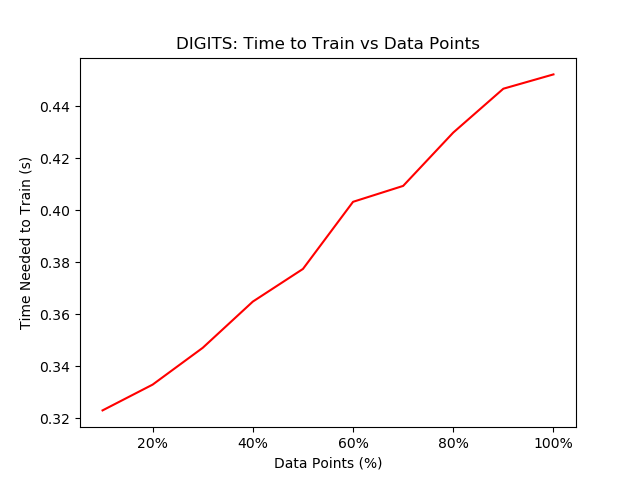 DIGITS: Time to Train vs Data Points
Time Needed to Train (s)
0.44
0.42
0.40
0.38
0.36
0.34
0.32
20% 40% 60% 80% 100%
Data Points (%)